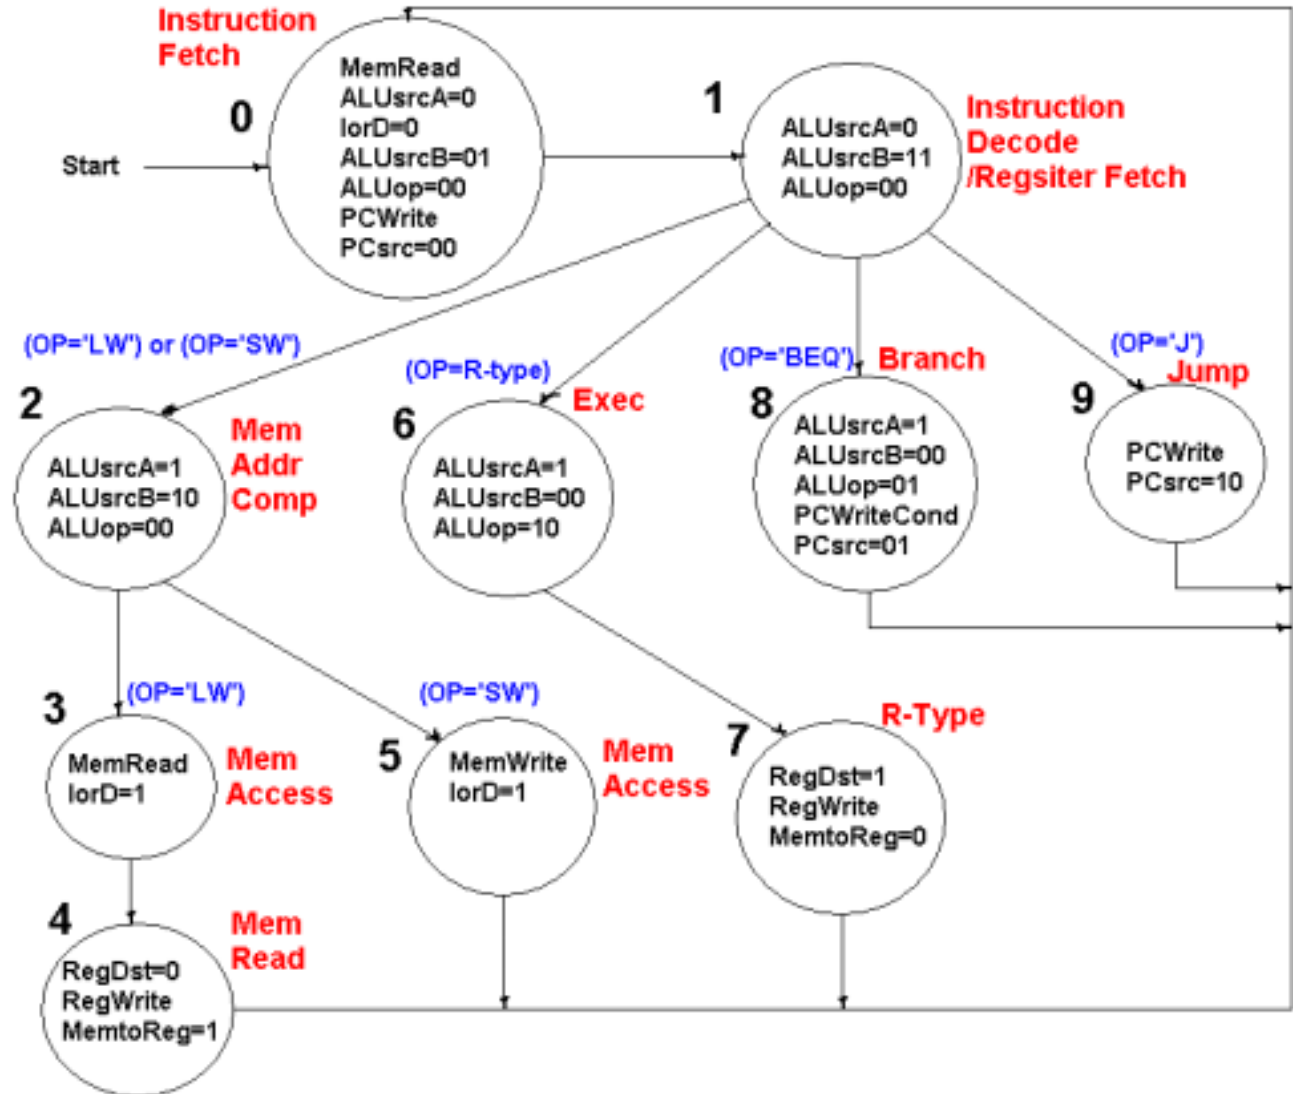 Instruction
Fetch
0
MemRead
ALUsrcA=0
IorD=0
ALUsrcB=01
ALUop=00
PCWrite
PCsrc=00
Start
1
ALUsrcA=0
ALUsrcB=11
ALUop=00
Instruction
Decode
/Regsiter Fetch
(OP='LW') or (OP='SW')
(OP=R-type)
(OP='BEQ')
(OP='J')
2
ALUsrcA=1
ALUsrcB=10
ALUop=00
Mem
Addr
Comp
6
Exec
ALUsrcA=1
ALUsrcB=00
ALUop=10
8
Branch
ALUsrcA=1
ALUsrcB=00
ALUop=01
PCWriteCond
PCsrc=01
9
Jump
PCWrite
PCsrc=10
(OP='LW')
(OP='SW')
3
MemRead
IorD=1
Mem
Access
5
MemWrite
IorD=1
Mem
Access
7
R-Type
RegDst=1
RegWrite
MemtoReg=0
4
RegDst=0
RegWrite
MemtoReg=1
Mem
Read